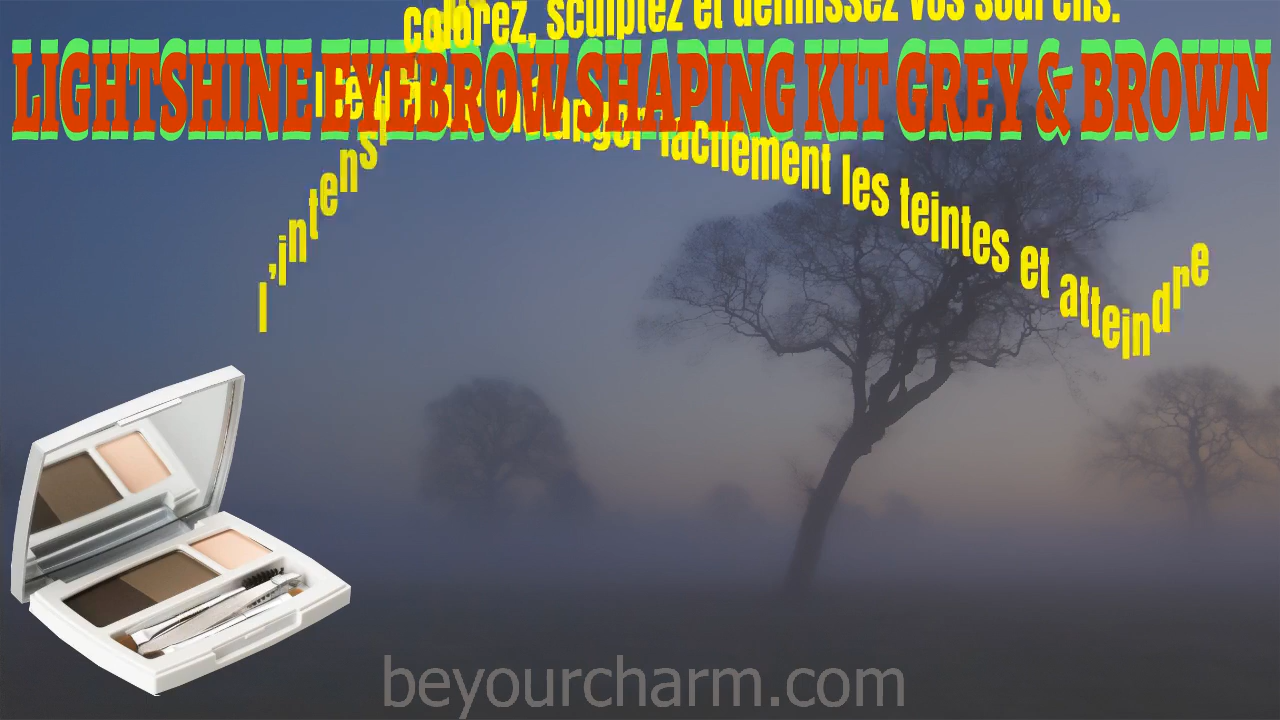 colorez, sculptez et définissez vos sourcils.
LIGHTSHINE EYEBROW SHAPING KIT GREY & BROWN
mélanger facilement les teintes et atteindre
l'intens
beyourcharm.com